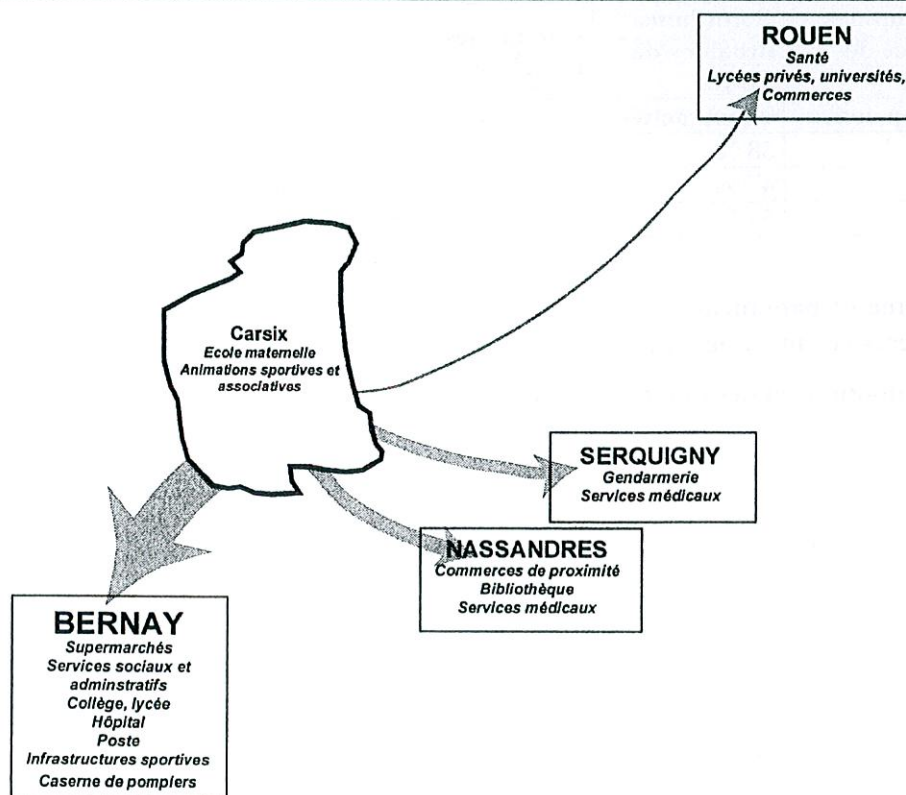 ROUEN
Santé
Lycées privés, universités,
Commerces
Carsix
Ecole maternelle
Animations sportives et
associatives
SERQUIGNY
Gendarmerie
Services médicaux
NASSANDRES
Commerces de proximité
Bibliothèque
Services médicaux
BERNAY
Supermarchés
Services sociaux et
adminstratifs
Collège, lycée
Hôpital
Poste
Infrastructures sportives
Caserne de pompiers